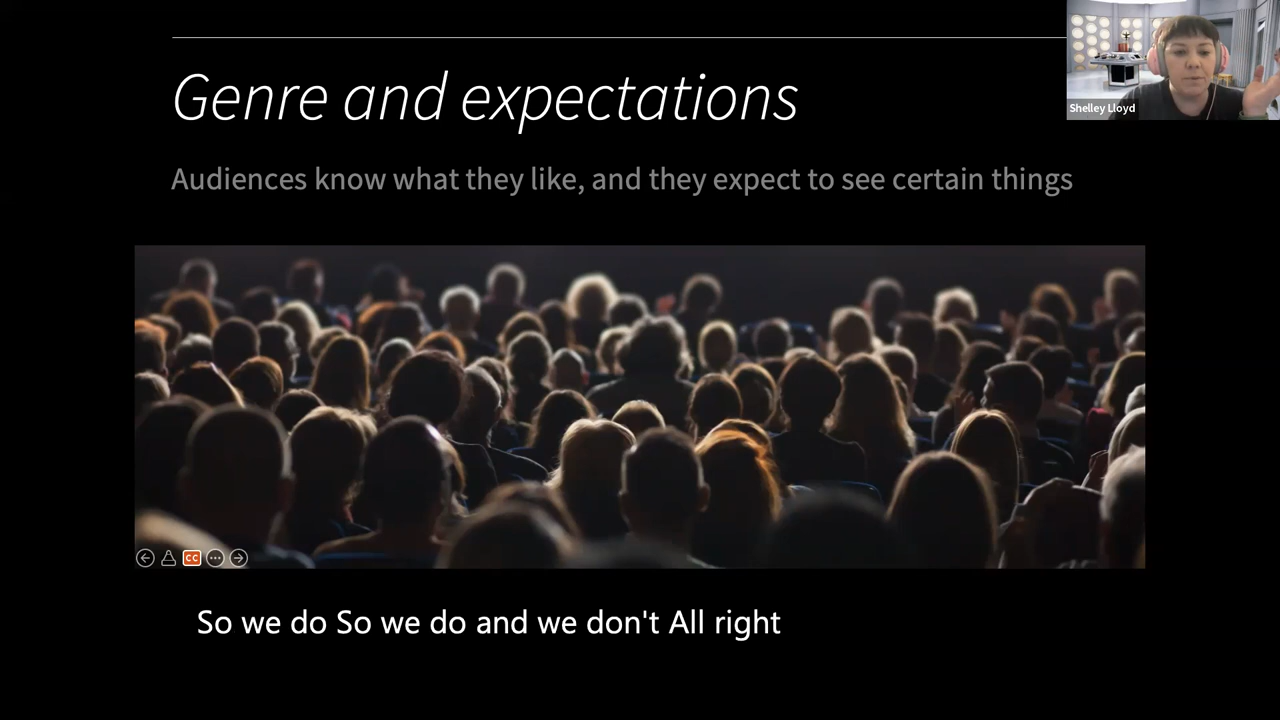 Genre and expectations
Shelley Lloyd
Audiences know what they like, and they expect to see certain things
CC
So we do So we do and we don't All right